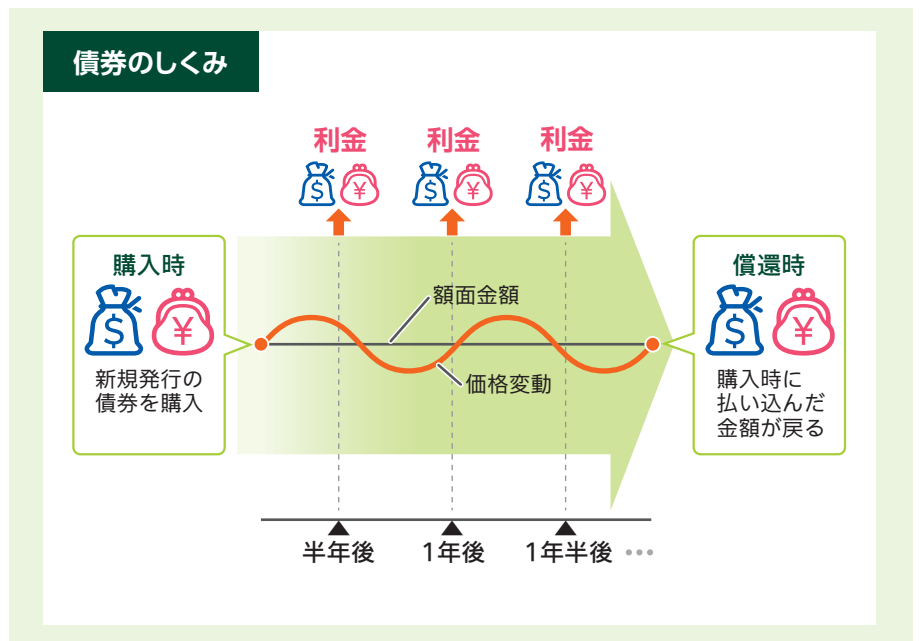 債券のしくみ
利金
利金
利金
$
¥
$
¥
$
¥
購入時
$
¥
新規発行の
債券を購入
額面金額
価格変動
償還時
$
¥
購入時に
払い込んだ
金額が戻る
半年後
1年後
1年半後
…